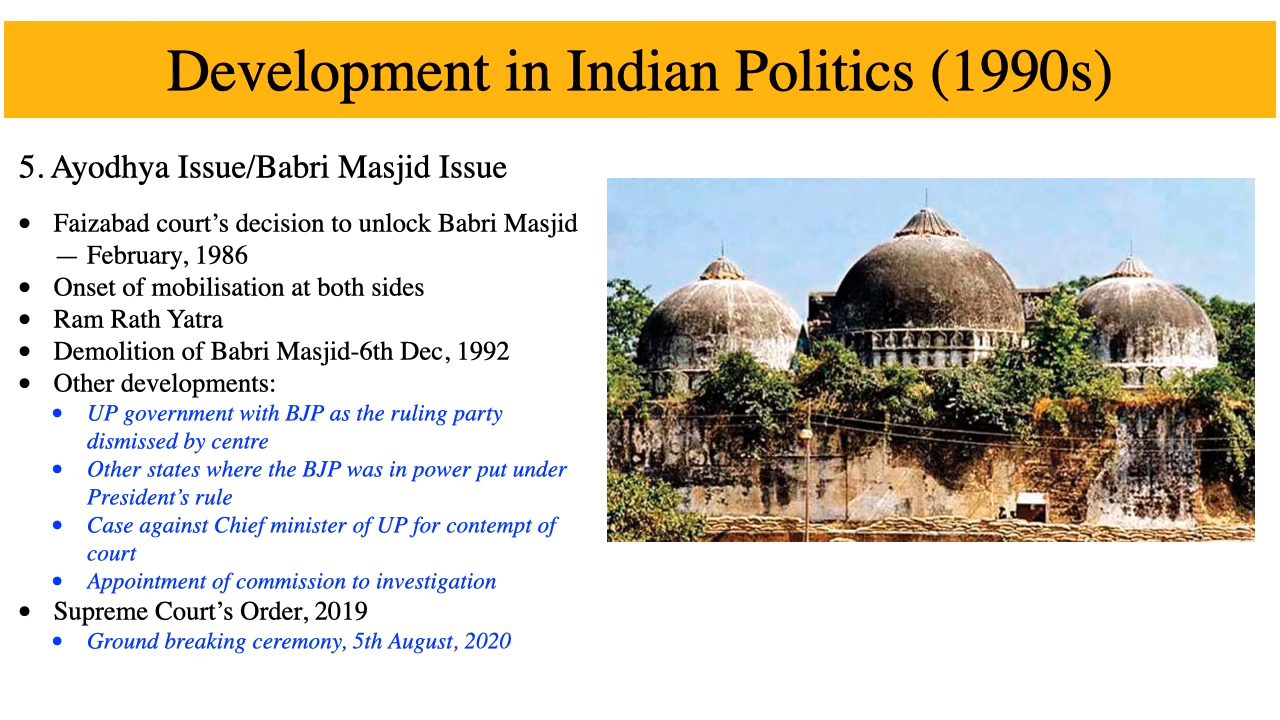 Development in Indian Politics (1990s)
5. Ayodhya Issue/Babri Masjid Issue
• Faizabad court’s decision to unlock Babri Masjid
— February, 1986
• Onset of mobilisation at both sides
• Ram Rath Yatra
• Demolition of Babri Masjid-6th Dec, 1992
• Other developments:
• UP government with BJP as the ruling party
dismissed by centre
• Other states where the BJP was in power put under
President’s rule
• Case against Chief minister of UP for contempt of
court
• Appointment of commission to investigation
• Supreme Court’s Order, 2019
• Ground breaking ceremony, 5th August, 2020